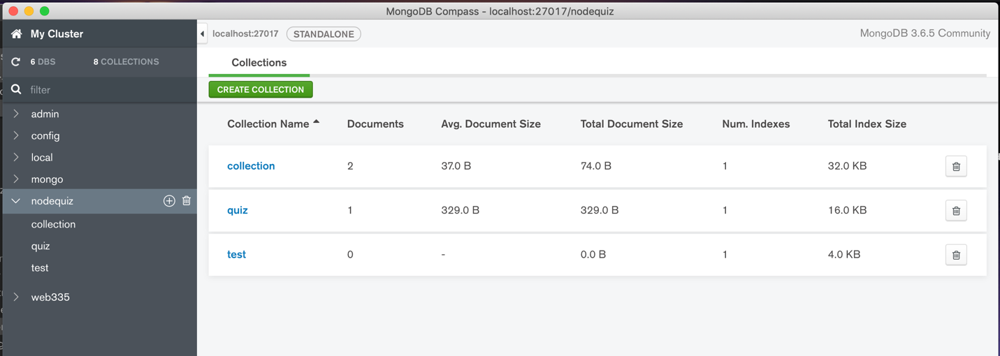 MongoDB Compass - localhost:27017/nodequiz
My Cluster
localhost:27017 STANDALONE MongoDB 3.6.5 Community
6 DBS 8 COLLECTIONS
filter
admin
config
local
mongo
nodequiz
collection
quiz
test
web335
Collections
CREATE COLLECTION
Collection Name Documents Avg. Document Size Total Document Size Num. Indexes Total Index Size
collection 2 37.0 B 74.0 B 1 32.0 KB
quiz 1 329.0 B 329.0 B 1 16.0 KB
test 0 - 0.0 B 1 4.0 KB